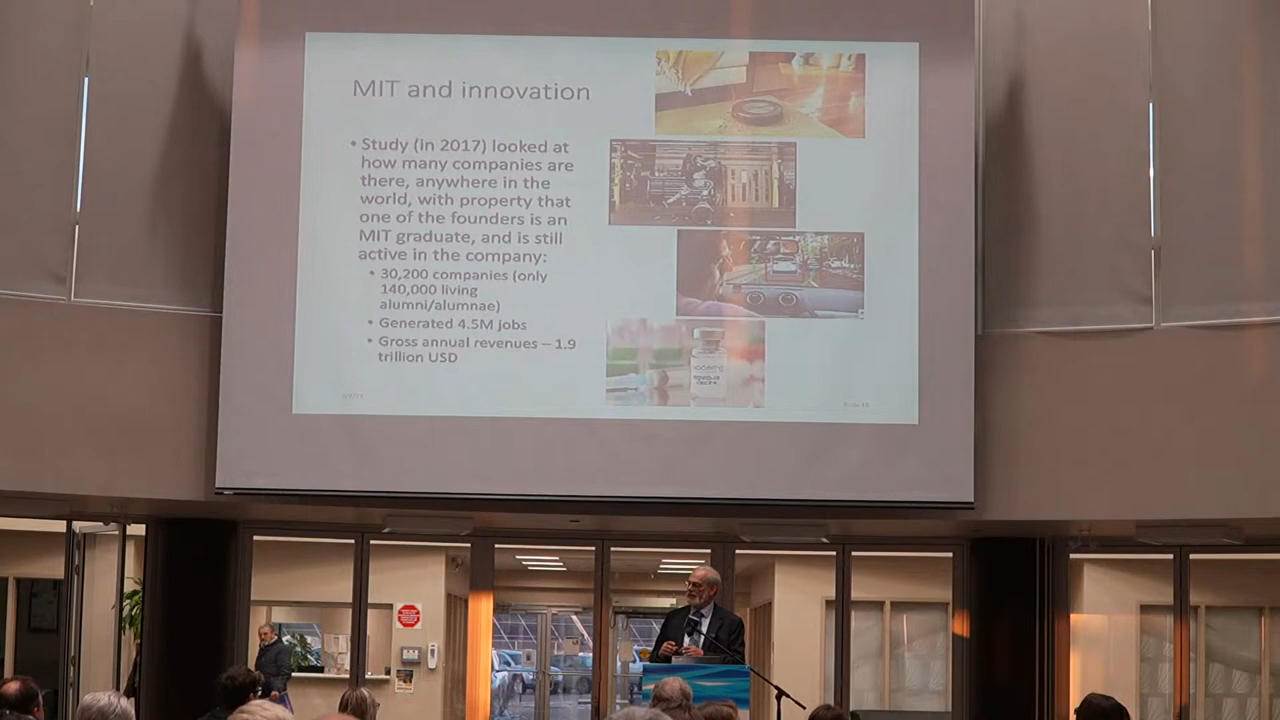 MIT and innovation
• Study (in 2017) looked at
how many companies are
there, anywhere in the
world, with property that
one of the founders is an
MIT graduate, and is still
active in the company:
• 30,200 companies (only
140,000 living
alumni/alumnae)
• Generated 4.5M jobs
• Gross annual revenues – 1.9
trillion USD